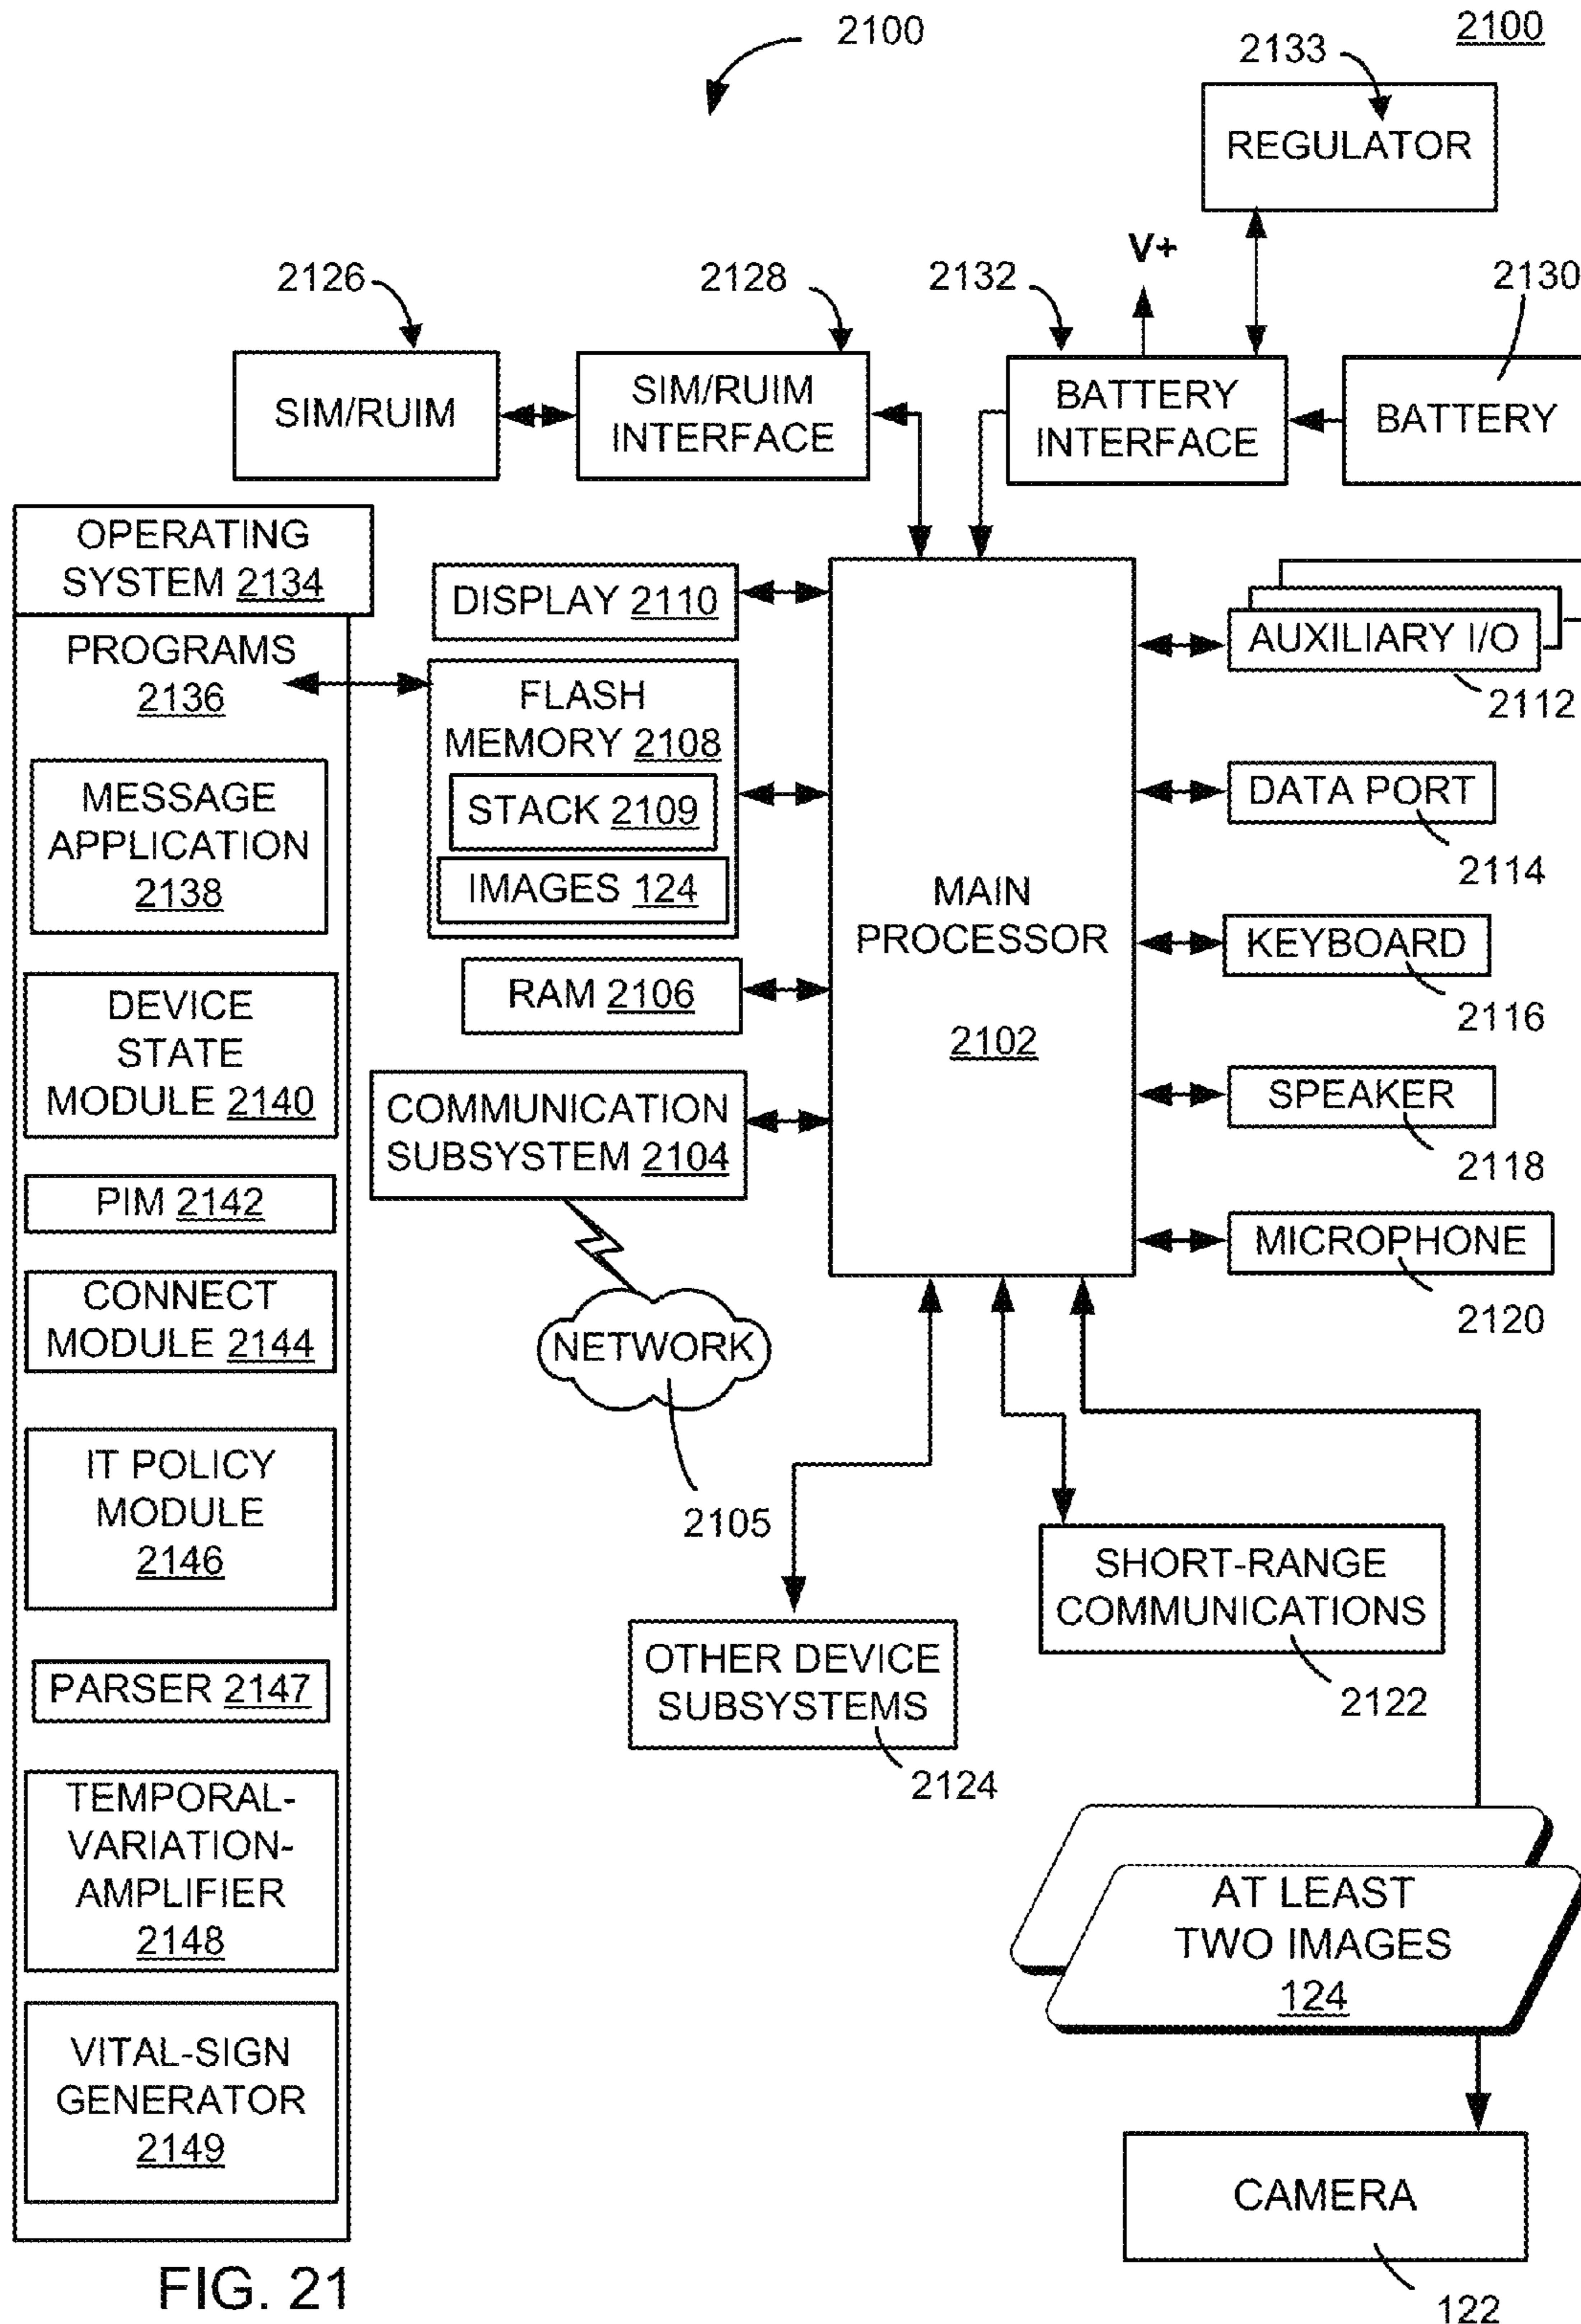 2100
2100
2133
REGULATOR
V+
2126
2128
2132
2130
SIM/RUIM
SIM/RUIM
INTERFACE
BATTERY
INTERFACE
BATTERY
OPERATING
SYSTEM 2134
PROGRAMS
2136
MESSAGE
APPLICATION
2138
DEVICE
STATE
MODULE 2140
PIM 2142
CONNECT
MODULE 2144
IT POLICY
MODULE
2146
PARSER 2147
TEMPORAL-
VARIATION-
AMPLIFIER
2148
VITAL-SIGN
GENERATOR
2149
DISPLAY 2110
FLASH
MEMORY 2108
STACK 2109
IMAGES 124
RAM 2106
COMMUNICATION
SUBSYSTEM 2104
NETWORK
2105
MAIN
PROCESSOR
2102
AUXILIARY I/O
2112
DATA PORT
2114
KEYBOARD
2116
SPEAKER
2118
MICROPHONE
2120
SHORT-RANGE
COMMUNICATIONS
2122
OTHER DEVICE
SUBSYSTEMS
2124
AT LEAST
TWO IMAGES
124
CAMERA
122
FIG. 21